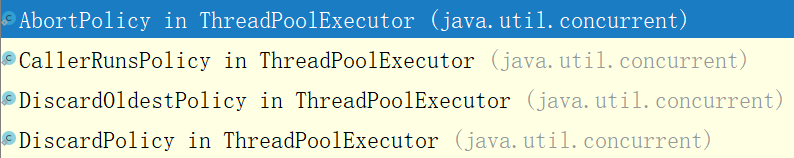 AbortPolicy in ThreadPoolExecutor (java.util.concurrent)
CallerRunsPolicy in ThreadPoolExecutor (java.util.concurrent)
DiscardOldestPolicy in ThreadPoolExecutor (java.util.concurrent)
DiscardPolicy in ThreadPoolExecutor (java.util.concurrent)